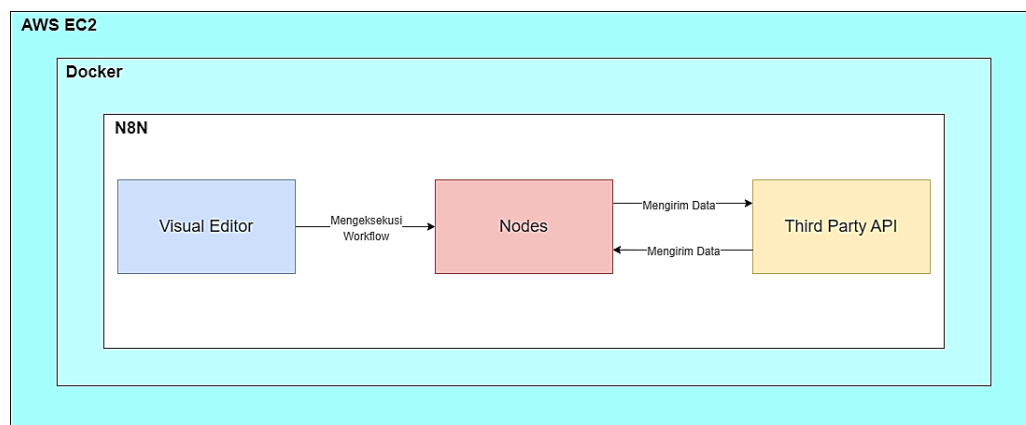 AWS EC2
Docker
N8N
Visual Editor
Mengeksekusi
Workflow
Nodes
Mengirim Data
Mengirim Data
Third Party API